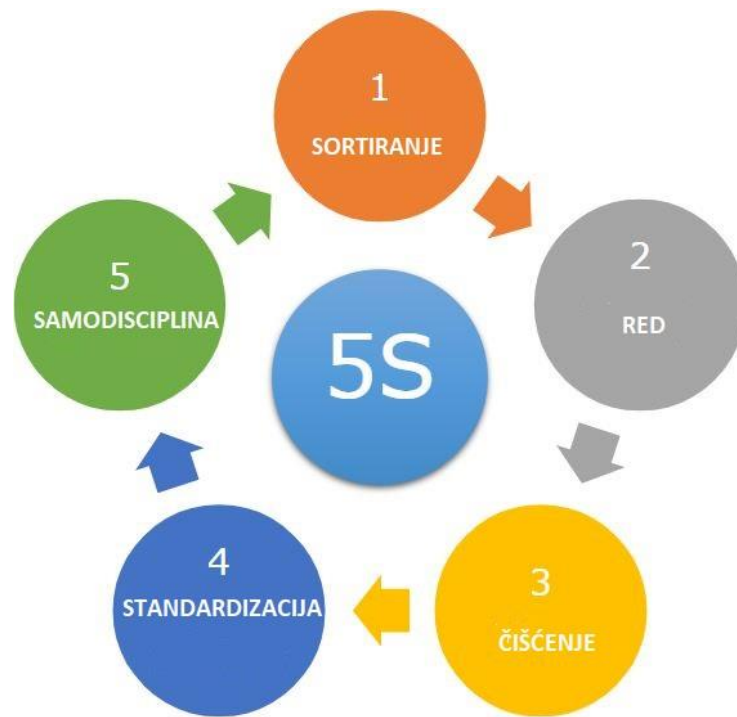 1
SORTIRANJE
2
RED
3
ČIŠĆENJE
4
STANDARDIZACIJA
5
SAMODISCIPLINA
5S